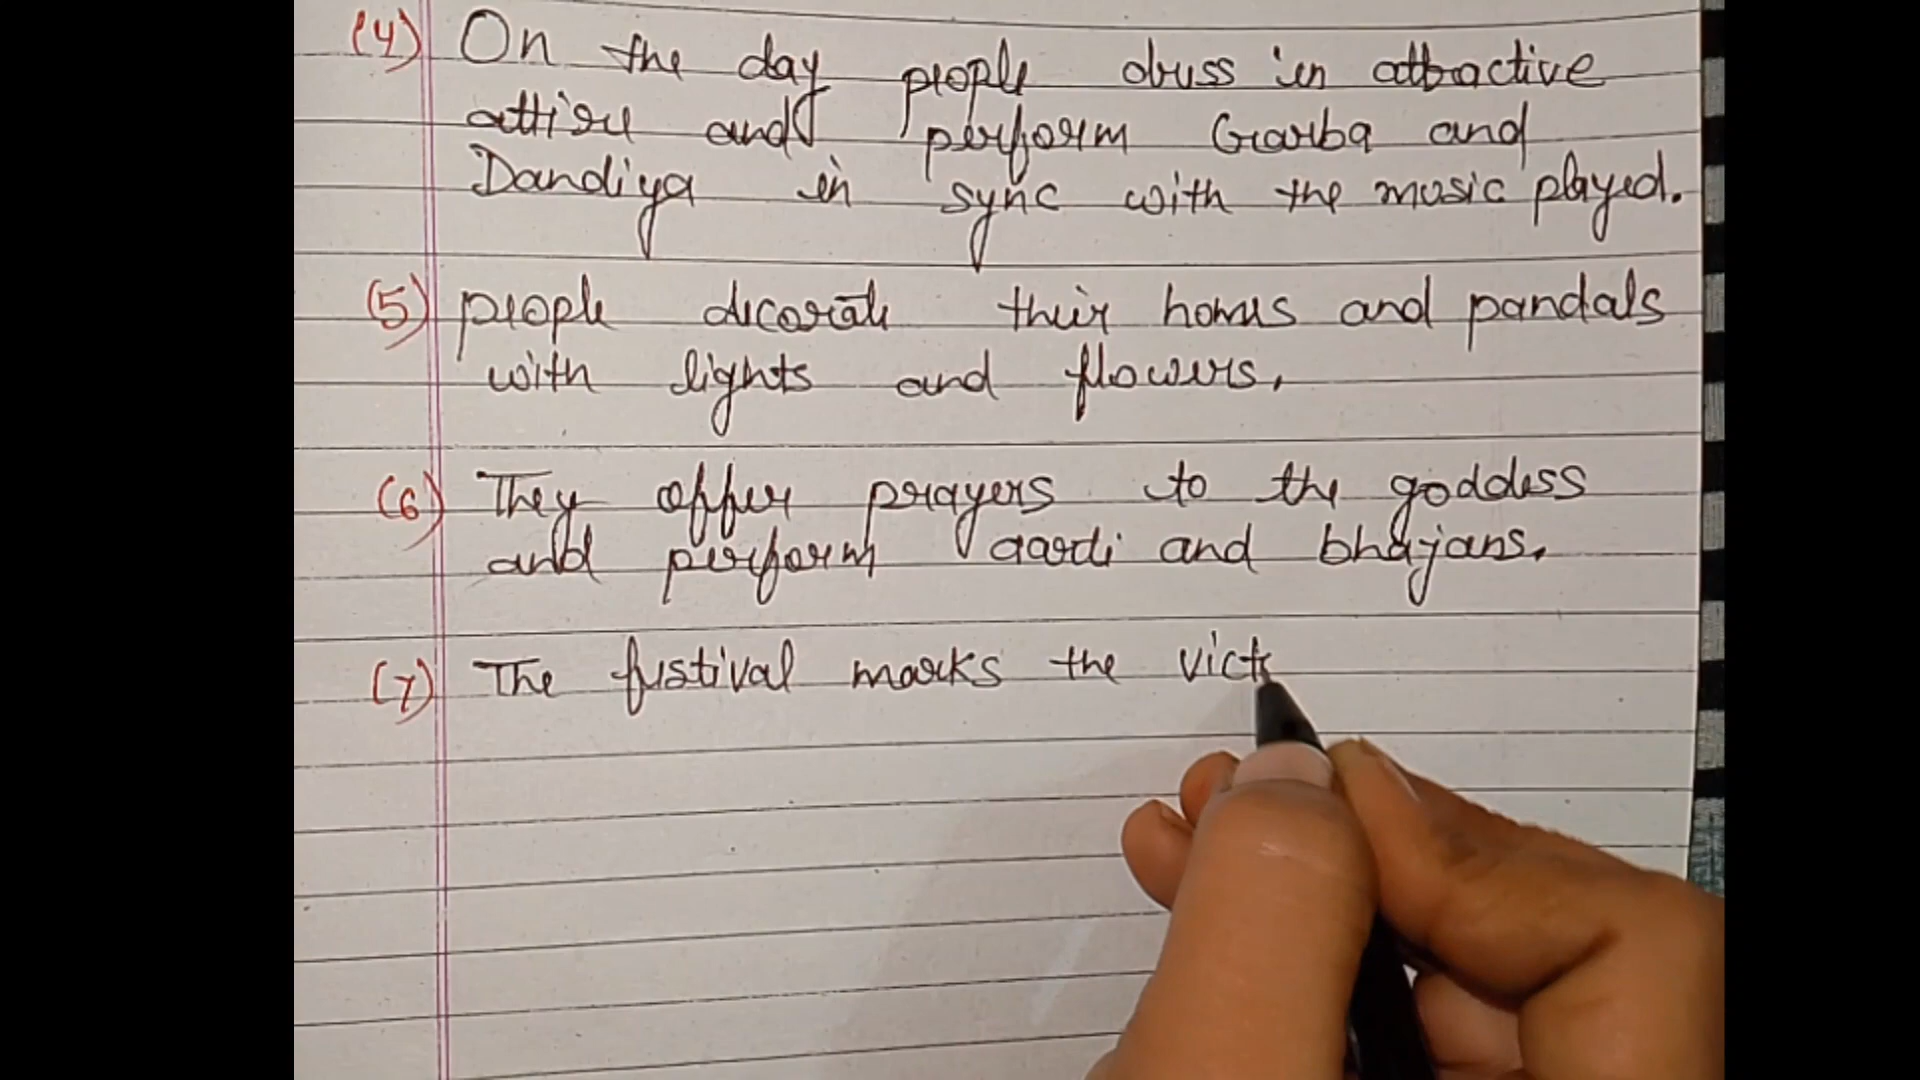 (4) On the day people dress in attractive
attire and perform Garba and
Dandiya in sync with the music played.
(5) people decorate their homes and pandals
with lights and flowers.
(6) They offer prayers to the goddess
and perform aarti and bhajans.
(7) The festival marks the victo